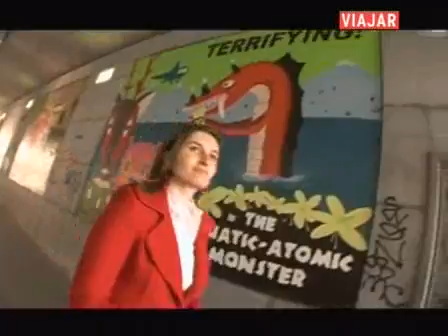 VIAJAR
TERRIFYING!
THE
ATIC-ATOMIC
MONSTER